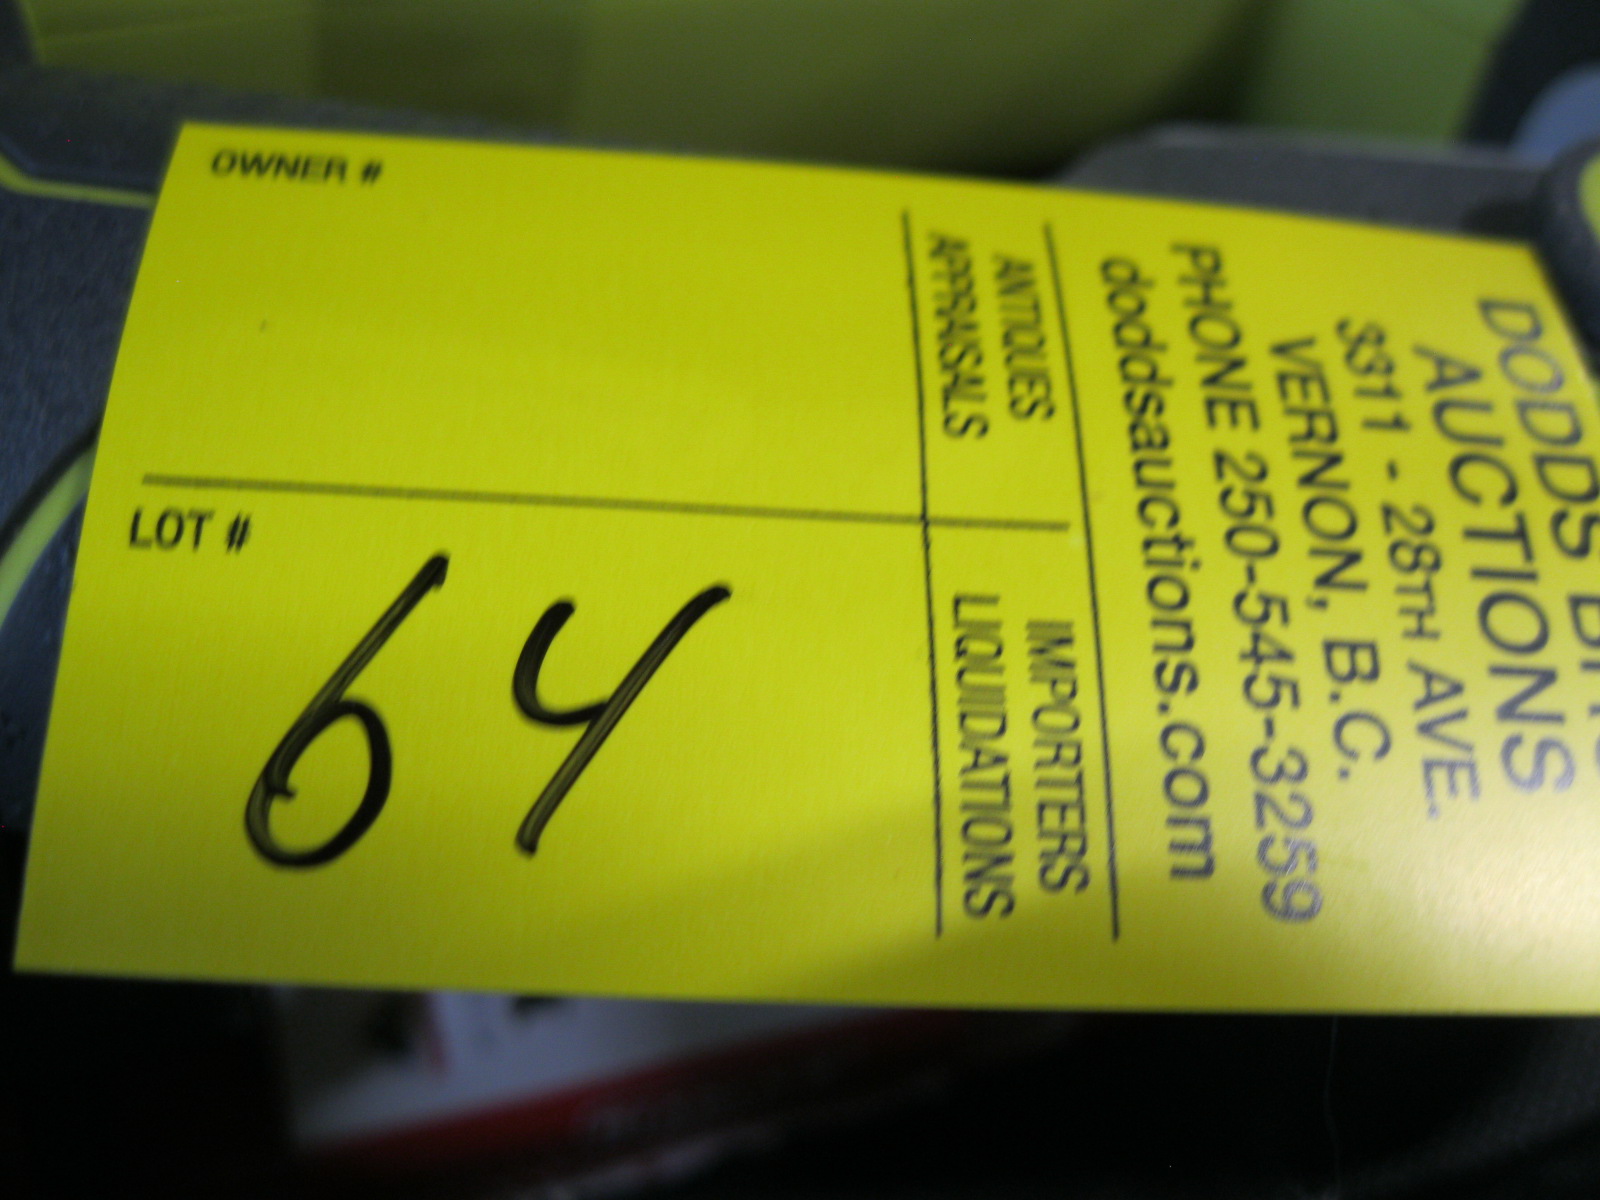 OWNER #
LOT #
64
DODDS
AUCTIONS
3311 - 28TH AVE.
VERNON, B.C.
PHONE 250-545-3259
doddsauctions.com
ANTIQUES IMPORTERS
APPRAISALS LIQUIDATIONS